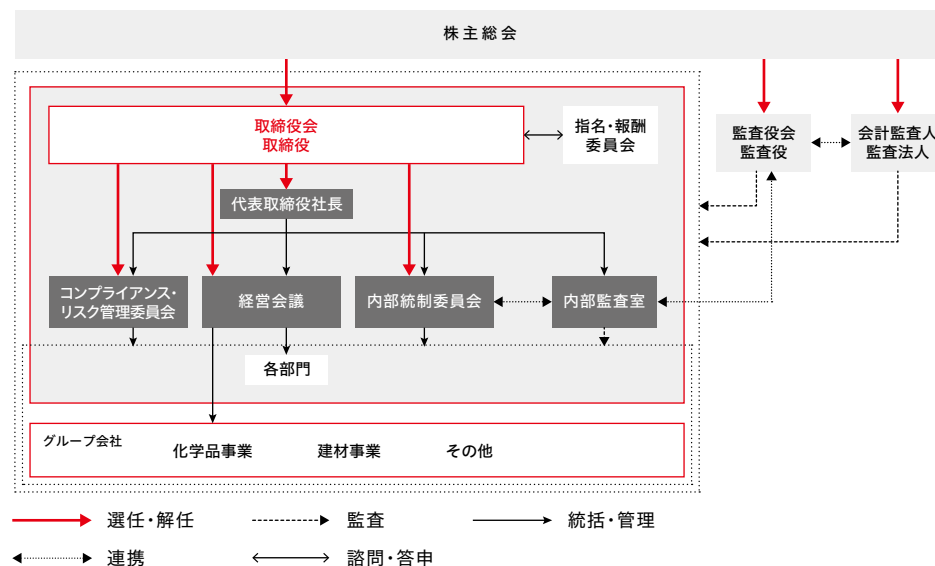 株主総会
取締役会
取締役
指名・報酬
委員会
監査役会
監査役
会計監査人
監査法人
代表取締役社長
コンプライアンス・
リスク管理委員会
経営会議
内部統制委員会
内部監査室
各部門
グループ会社
化学品事業
建材事業
その他
選任・解任
監査
統括・管理
連携
諮問・答申